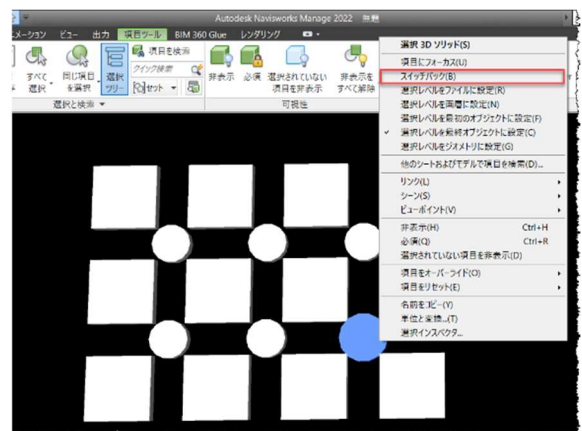 Autodesk Navisworks Manage 2022 無題
メーション ビュー 出力 項目ツール BIM 360 Glue レンダリング
項目を検索
クイック検索
セット
すべて
選択
同じ項目
を選択
選択
ツリー
非表示
必須
選択されていない
項目を非表示
非表示を
すべて解除
選択と検索
可視性
選択 3D ソリッド(S)
項目にフォーカス(U)
スイッチバック(B)
選択レベルをファイルに設定(R)
選択レベルを画層に設定(N)
選択レベルを最初のオブジェクトに設定(F)
選択レベルを最終オブジェクトに設定(C)
選択レベルをジオメトリに設定(G)
他のシートおよびモデルで項目を検索(D)...
リンク(L)
シーン(S)
ビューポイント(V)
非表示(H) Ctrl+H
必須(Q) Ctrl+R
選択されていない項目を非表示(D)
項目をオーバーライド(O)
項目をリセット(E)
名前をコピー(Y)
単位と変換...(T)
選択インスペクタ...